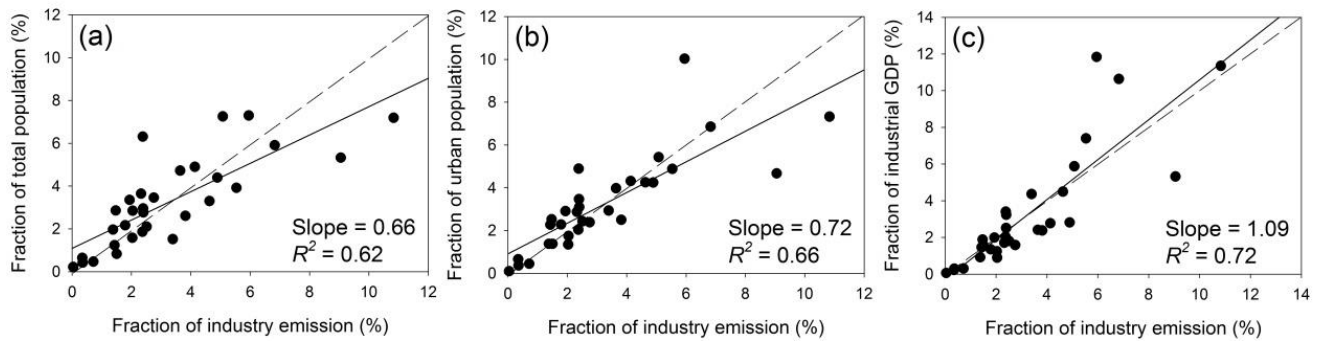 (a)
Fraction of total population (%)
12
10
8
6
4
2
0
Slope = 0.66
R² = 0.62
0 2 4 6 8 10 12
Fraction of industry emission (%)
(b)
Fraction of urban population (%)
12
10
8
6
4
2
0
Slope = 0.72
R² = 0.66
0 2 4 6 8 10 12
Fraction of industry emission (%)
(c)
Fraction of industrial GDP (%)
14
12
10
8
6
4
2
0
Slope = 1.09
R² = 0.72
0 2 4 6 8 10 12 14
Fraction of industry emission (%)